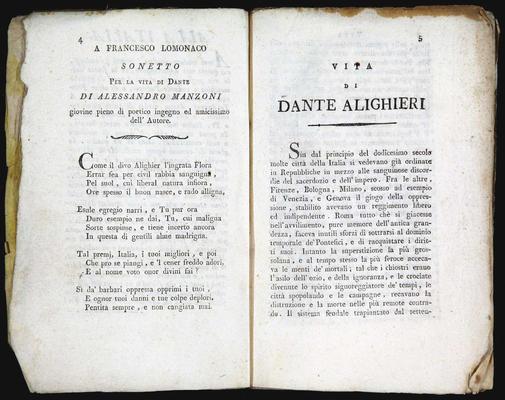 4
A FRANCESCO LOMONACO
SONETTO
PER LA VITA DI DANTE
DI ALESSANDRO MANZONI
giovine pieno di poetico ingegno ed amicissimo
dell' Autore.
Come il divo Alighier l'ingrata Flora
Errar fea per civil rabbia sanguigna
Pel suol, cui liberal natura infiora,
Ove spesso il buon nasce, e rado alligna,
Esule egregio narri, e Tu pur ora
Duro esempio ne dai, Tu, cui maligna
Sorte sospinse, e tiene incerto ancora
In questa di gentili alme madrigna.
Tal premj, Italia, i tuoi migliori, e poi
Che pro se piangi, e 'l cener freddo adori,
E al nome voto onor divini fai?
Sì da' barbari oppressa opprimi i tuoi,
E ognor tuoi danni e tue colpe deplori,
Pentita sempre, e non cangiata mai.
5
VITA
DI
DANTE ALIGHIERI
Sin dal principio del dodicesimo secolo
molte città della Italia si vedevano già ordinate
in Repubbliche in mezzo alle sanguinose discor-
die del sacerdozio e dell'impero. Fra le altre,
Firenze, Bologna, Milano, scosso ad esempio
di Venezia, e Genova il giogo della oppres-
sione, stabilito avevano un reggimento libero
ed indipendente. Roma tutto chè si giacesse
nell'avvilimento, pure memore dell'antica gran-
dezza, faceva inutili sforzi di sottrarsi al dominio
temporale de'Pontefici, e di racquistare i dirit-
ti suoi. Intanto la superstizione la più gros-
solana, e al tempo stesso la più feroce acceca-
va le menti de'mortali; tal che i chiostri erano
l'asilo dell'ozio, e della ignoranza, e le crociate
divenute lo spirito signoreggiatore de'tempi, le
città spopolando e le campagne, recavano la
distruzione e la morte nelle più remote contra-
de. Il sistema feudale trapiantato dal setten-